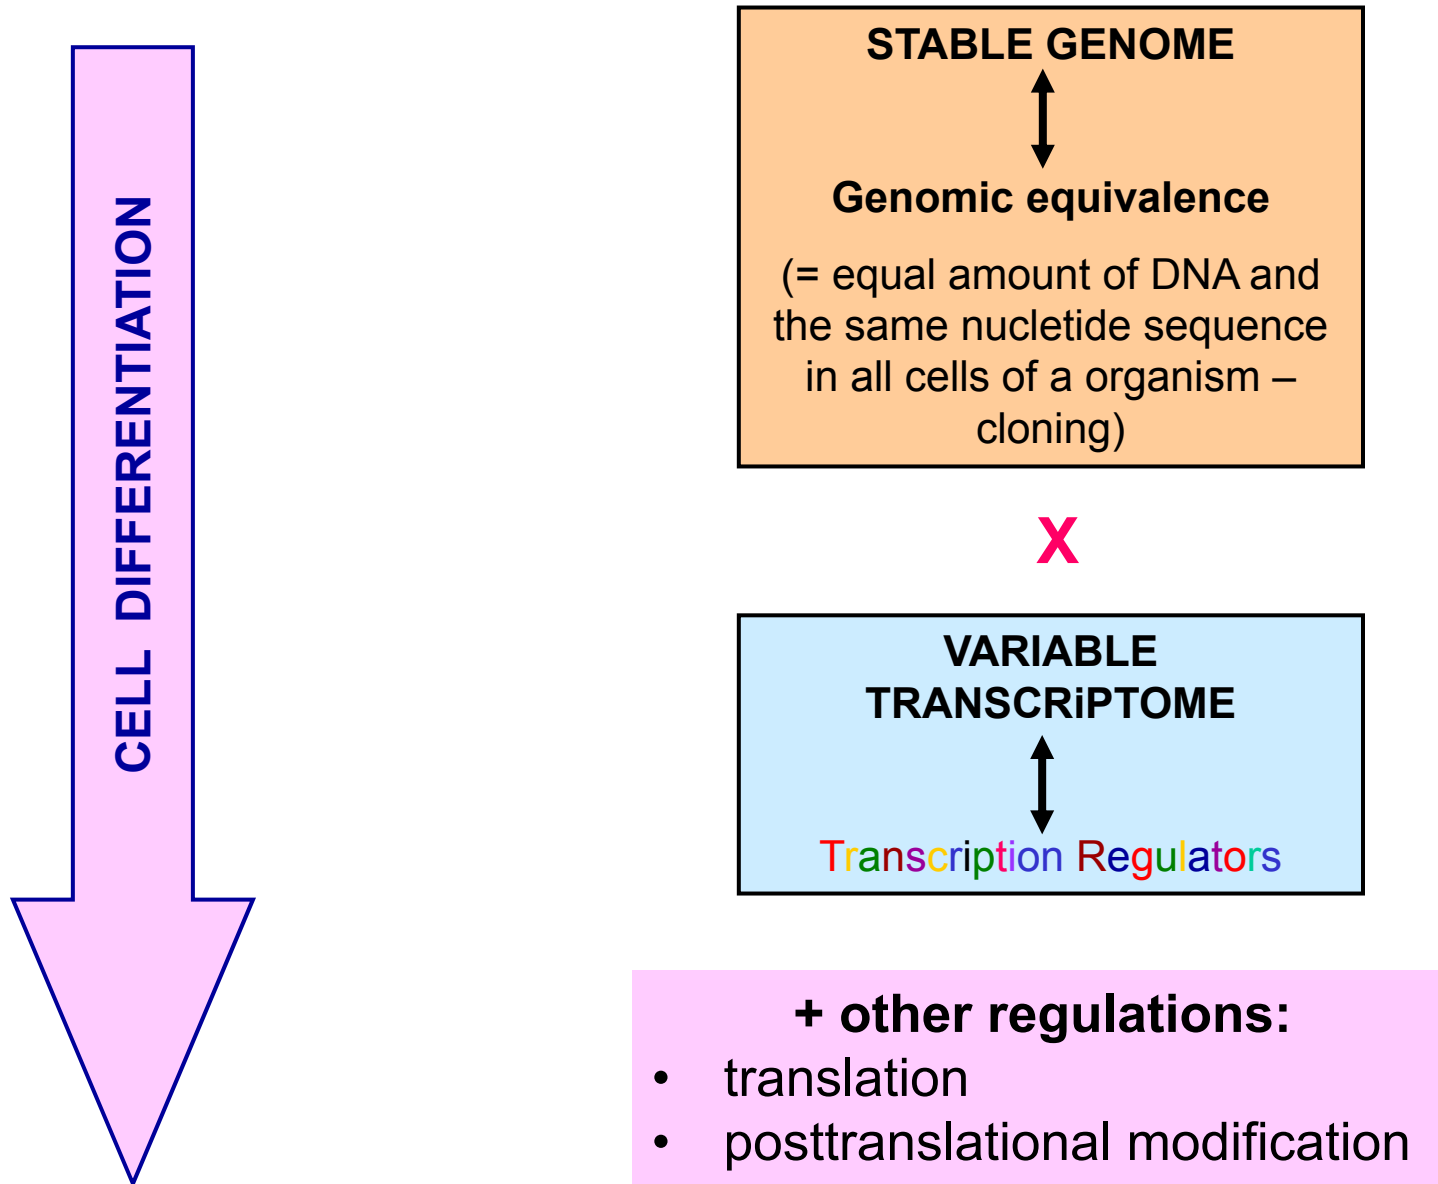 CELL DIFFERENTIATION
STABLE GENOME
Genomic equivalence
(= equal amount of DNA and
the same nucletide sequence
in all cells of a organism –
cloning)
X
VARIABLE
TRANSCRiPTOME
Transcription Regulators
+ other regulations:
• translation
• posttranslational modification